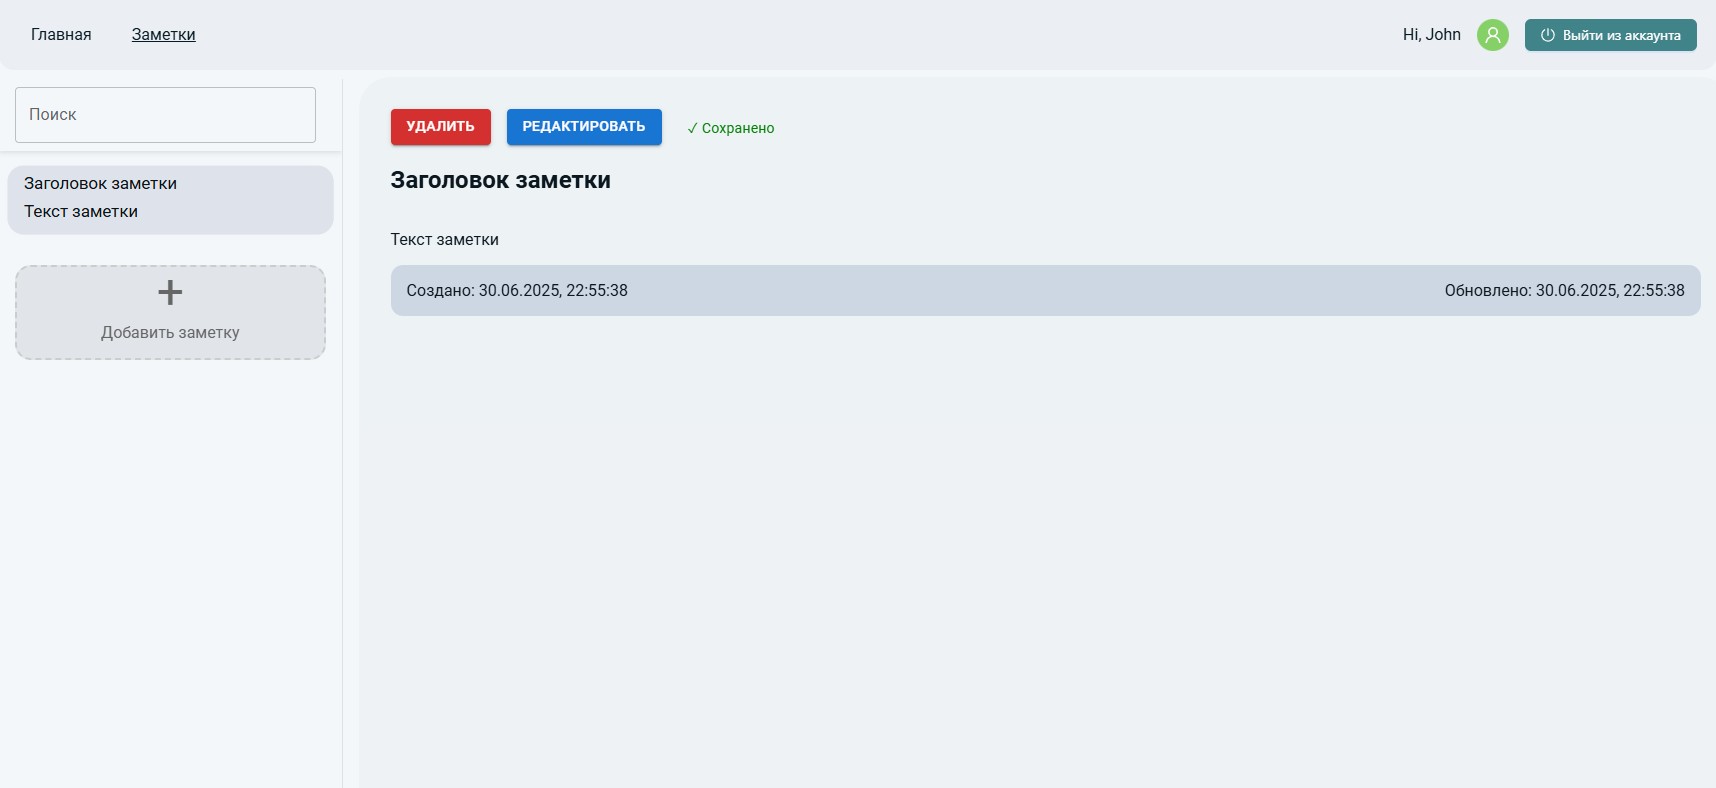 Главная
Заметки
Hi, John
Выйти из аккаунта
Поиск
Заголовок заметки
Текст заметки
Добавить заметку
УДАЛИТЬ
РЕДАКТИРОВАТЬ
✓ Сохранено
Заголовок заметки
Текст заметки
Создано: 30.06.2025, 22:55:38
Обновлено: 30.06.2025, 22:55:38